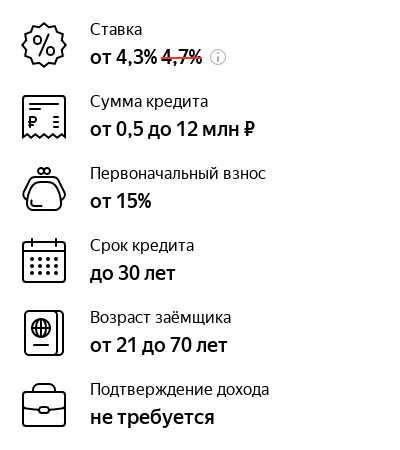 Ставка
от 4,3% 4,7%
Сумма кредита
от 0,5 до 12 млн ₽
Первоначальный взнос
от 15%
Срок кредита
до 30 лет
Возраст заёмщика
от 21 до 70 лет
Подтверждение дохода
не требуется